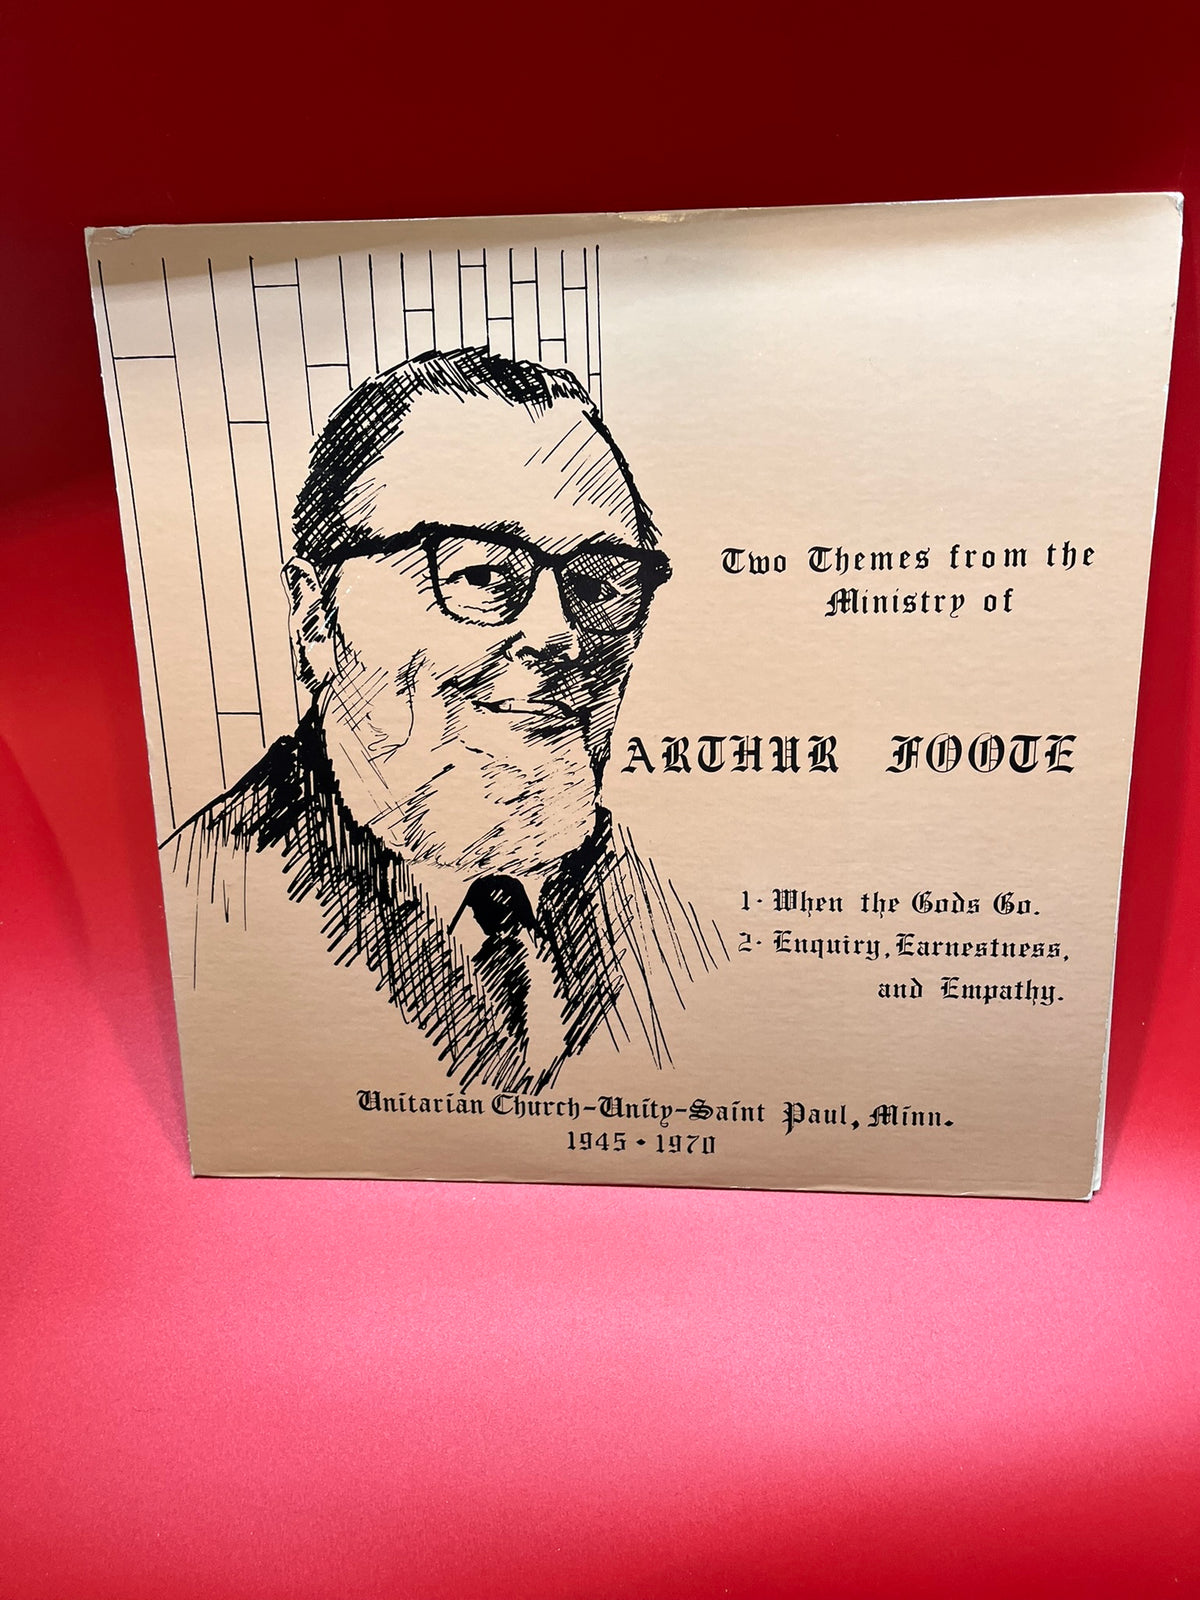 Two Themes from the
Ministry of
ARTHUR FOOTE
1· When the Gods Go.
2· Enquiry, Earnestness,
and Empathy.
Unitarian Church-Unity-Saint Paul, Minn.
1945 • 1970